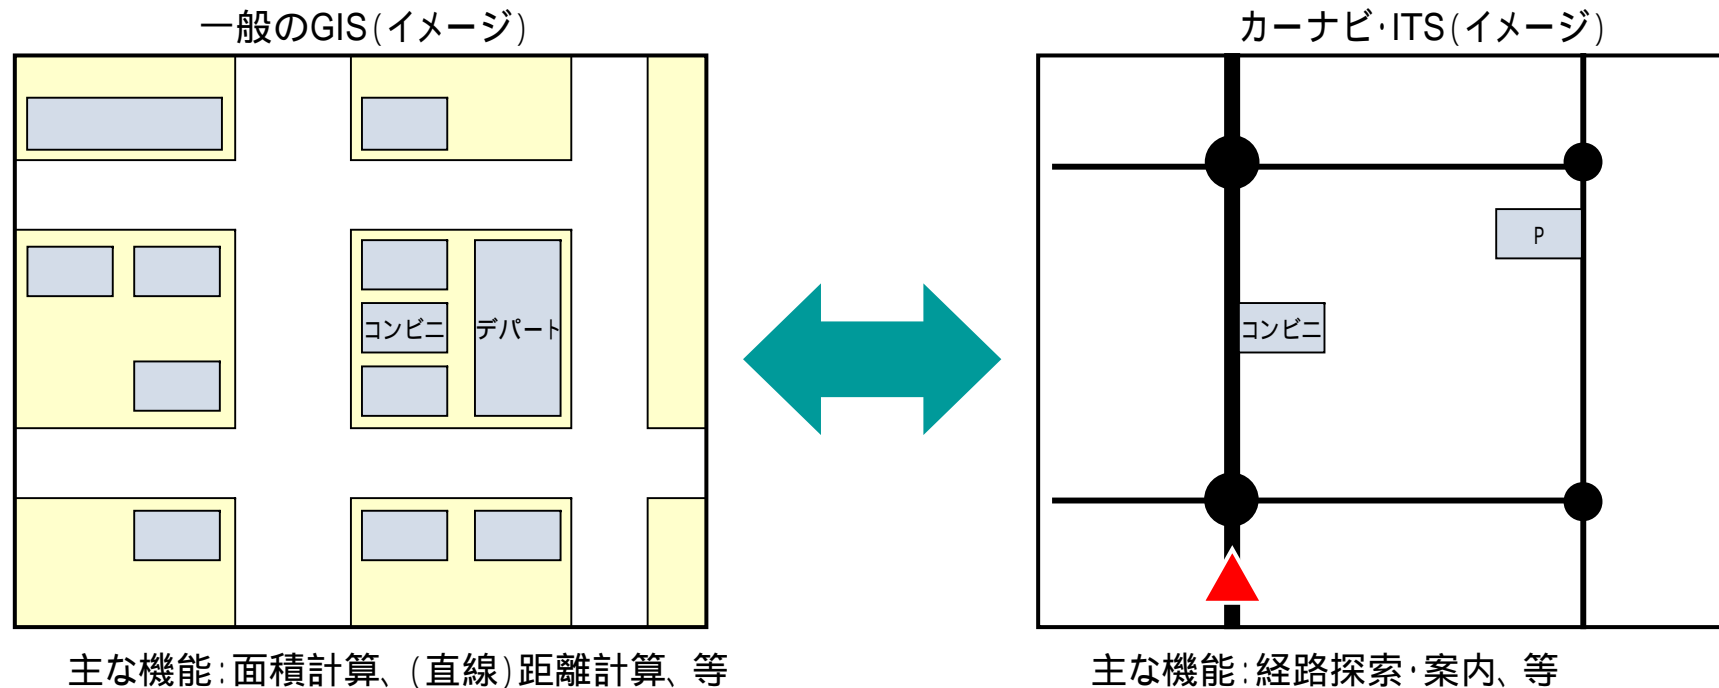 一般のGIS(イメージ)
カーナビ・ITS(イメージ)
P
コンビニ
デパート
コンビニ
主な機能:面積計算、(直線)距離計算、等
主な機能:経路探索・案内、等